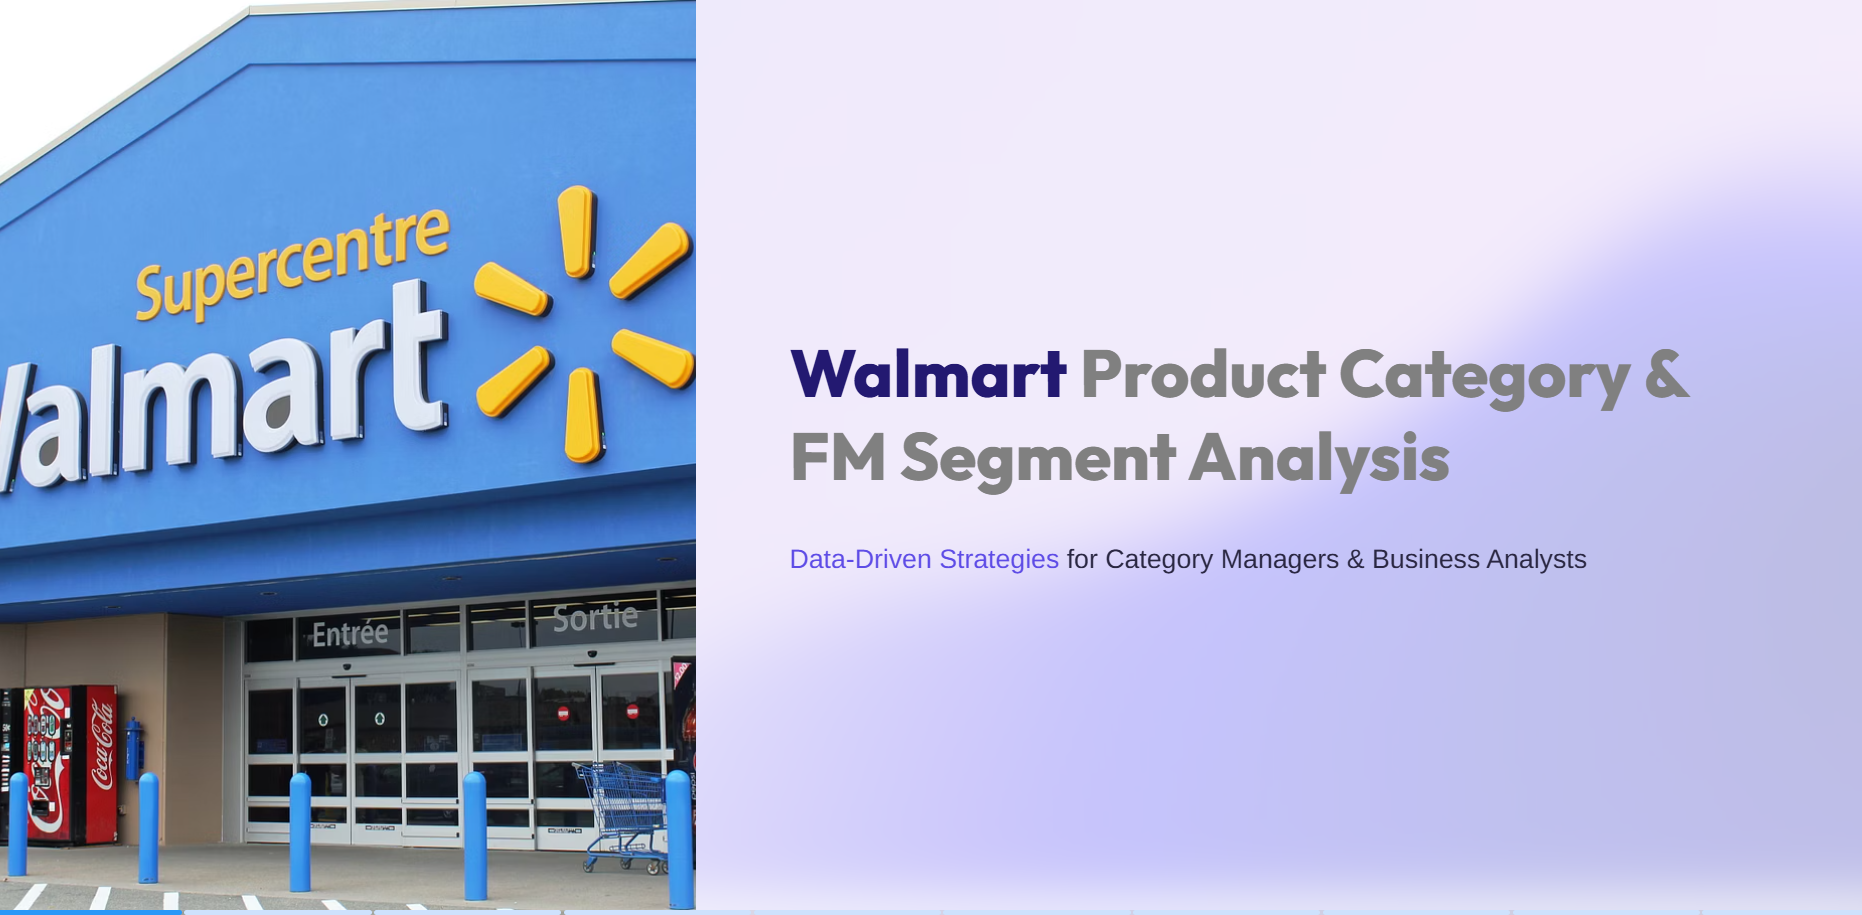 Supercentre
Walmart
Entrée
Sortie
Coca-Cola
Walmart Product Category &
FM Segment Analysis
Data-Driven Strategies for Category Managers & Business Analysts